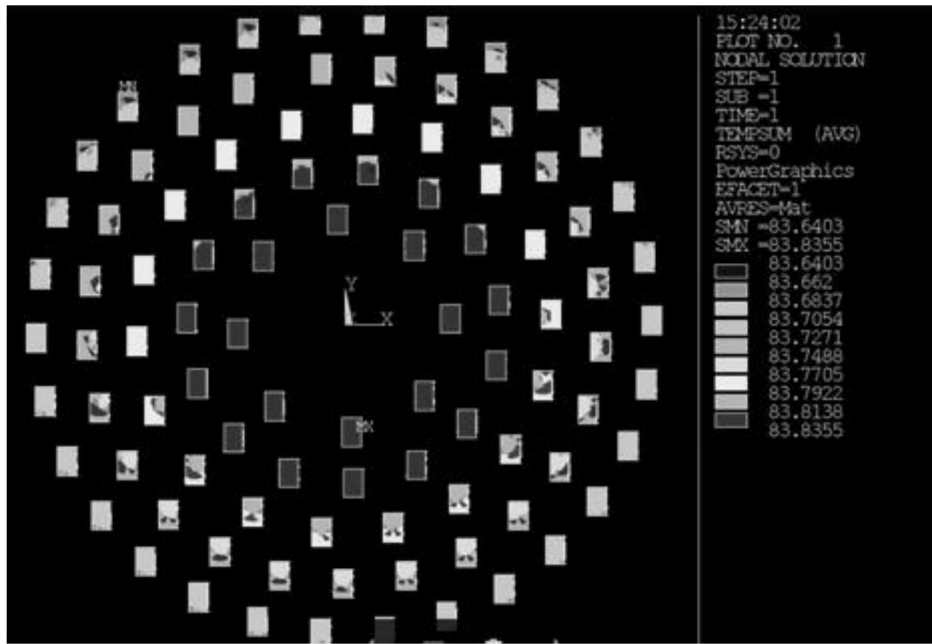 MN
Y
X
MX
15:24:02
PLOT NO. 1
NODAL SOLUTION
STEP=1
SUB =1
TIME=1
TEMPSUM (AVG)
RSYS=0
PowerGraphics
EFACET=1
AVRES=Mat
SMN =83.6403
SMX =83.8355
83.6403
83.662
83.6837
83.7054
83.7271
83.7488
83.7705
83.7922
83.8138
83.8355